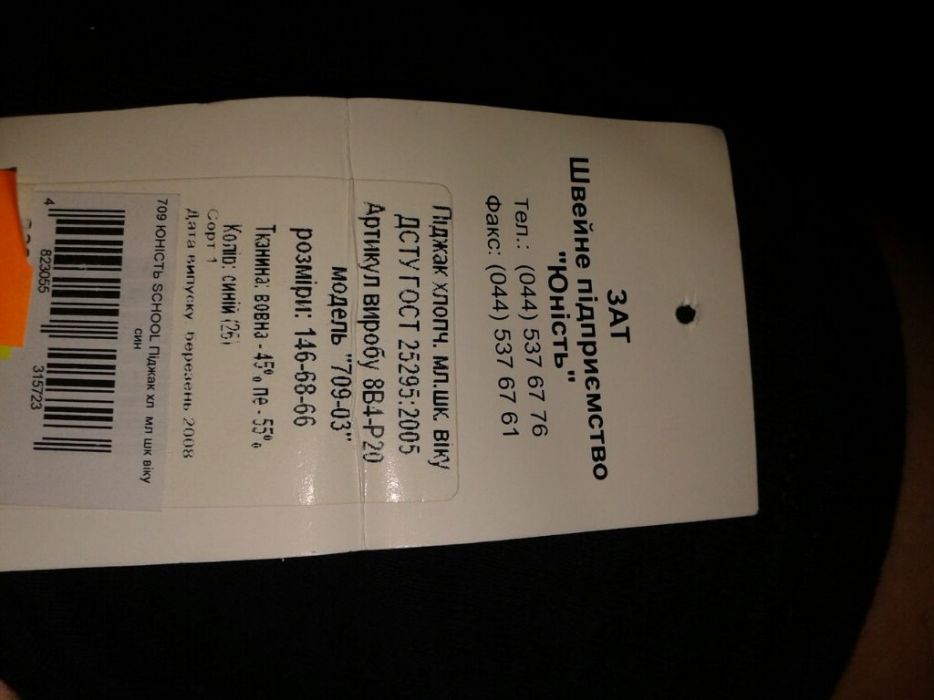 ЗАТ
Швейне підприємство
"Юність"
Тел.: (044) 537 67 76
Факс: (044) 537 67 61
Піджак хлопч. мл.шк. віку
ДСТУ ГОСТ 25295:2005
Артикул виробу 8В4-Р20
модель "709-03"
розміри: 146-68-66
Тканина: вовна - 45% пе - 55%
Колір: синій (26)
Сорт 1
Дата випуску березень 2008
709 ЮНІСТЬ SCHOOL Піджак хл мл шк віку
син
4 823055 315723